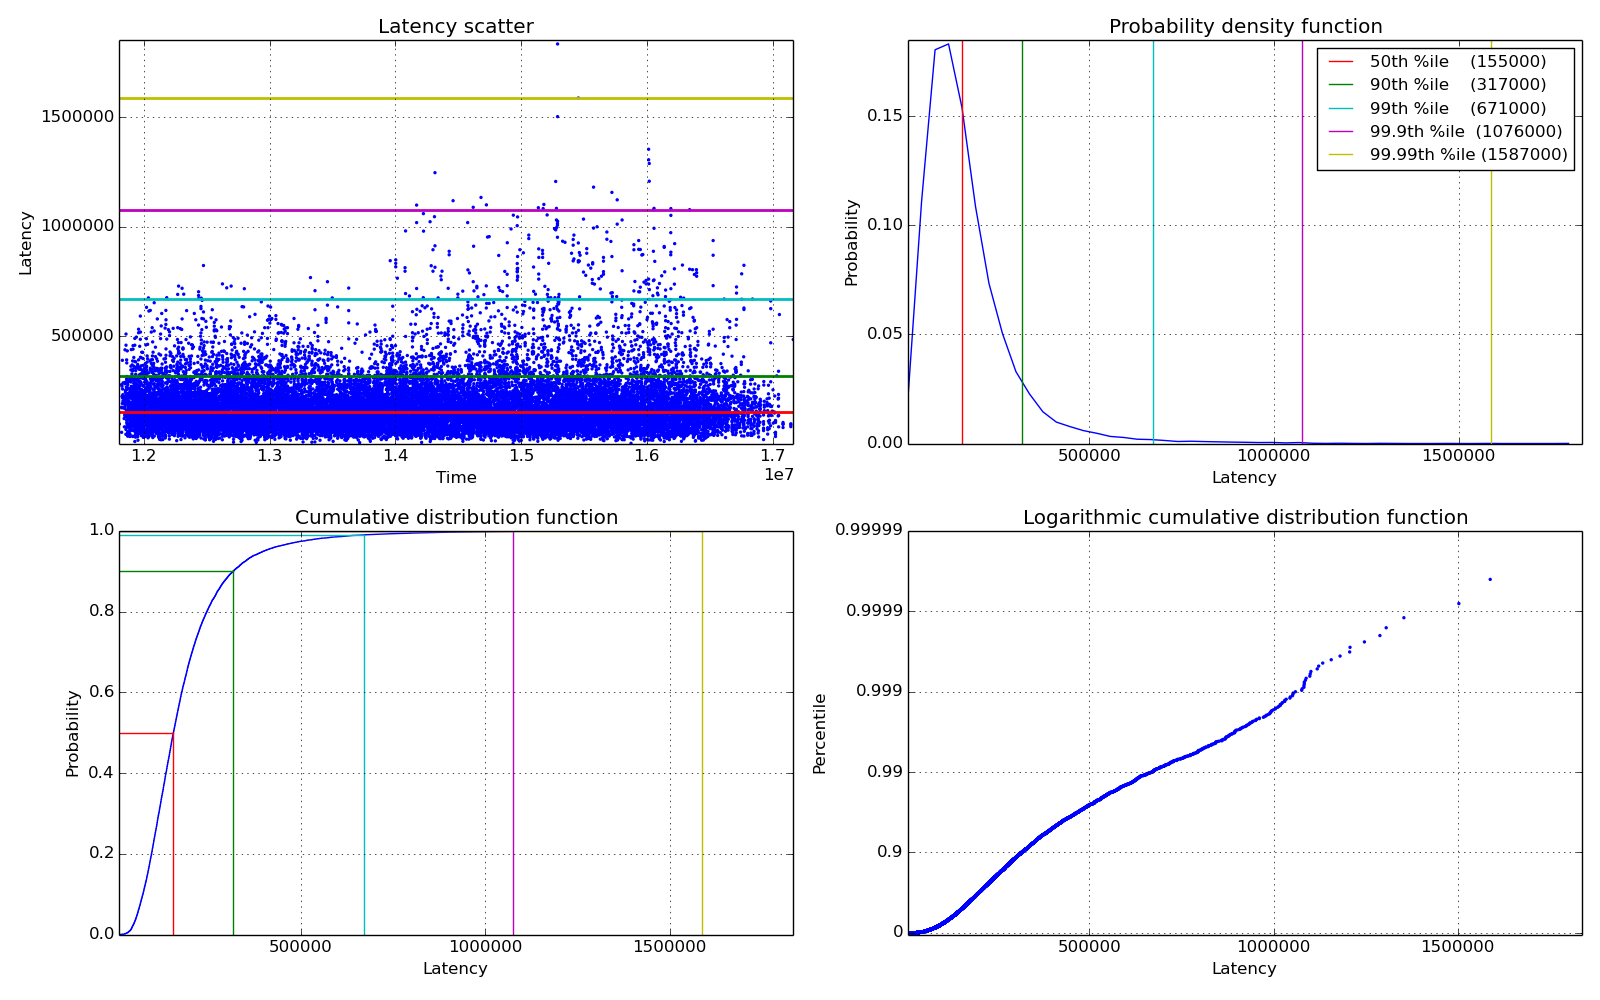 Latency scatter
1500000
1000000
500000
Latency
1.2 1.3 1.4 1.5 1.6 1.7
1e7
Time
Probability density function
50th %ile (155000)
90th %ile (317000)
99th %ile (671000)
99.9th %ile (1076000)
99.99th %ile (1587000)
0.15
0.10
0.05
0.00
Probability
500000 1000000 1500000
Latency
Cumulative distribution function
1.0
0.8
0.6
0.4
0.2
0.0
Probability
500000 1000000 1500000
Latency
Logarithmic cumulative distribution function
0.99999
0.9999
0.999
0.99
0.9
0
Percentile
500000 1000000 1500000
Latency